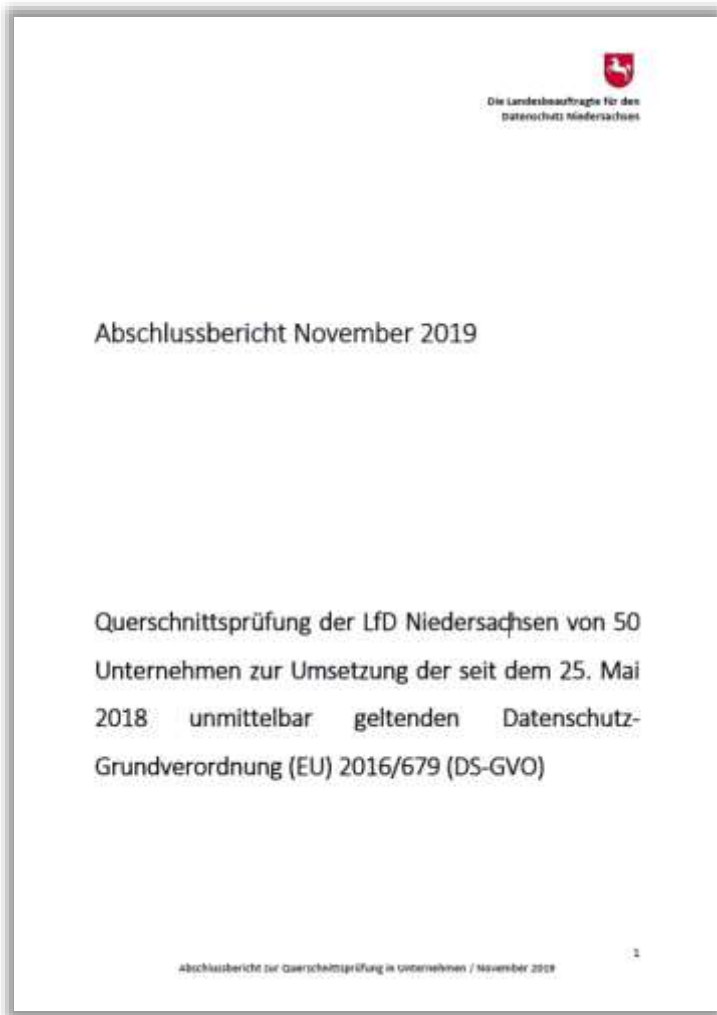 Die Landesbeauftragte für den
Datenschutz Niedersachsen
Abschlussbericht November 2019
Querschnittsprüfung der LfD Niedersachsen von 50
Unternehmen zur Umsetzung der seit dem 25. Mai
2018 unmittelbar geltenden Datenschutz-
Grundverordnung (EU) 2016/679 (DS-GVO)
1
Abschlussbericht zur Querschnittsprüfung in Unternehmen / November 2019